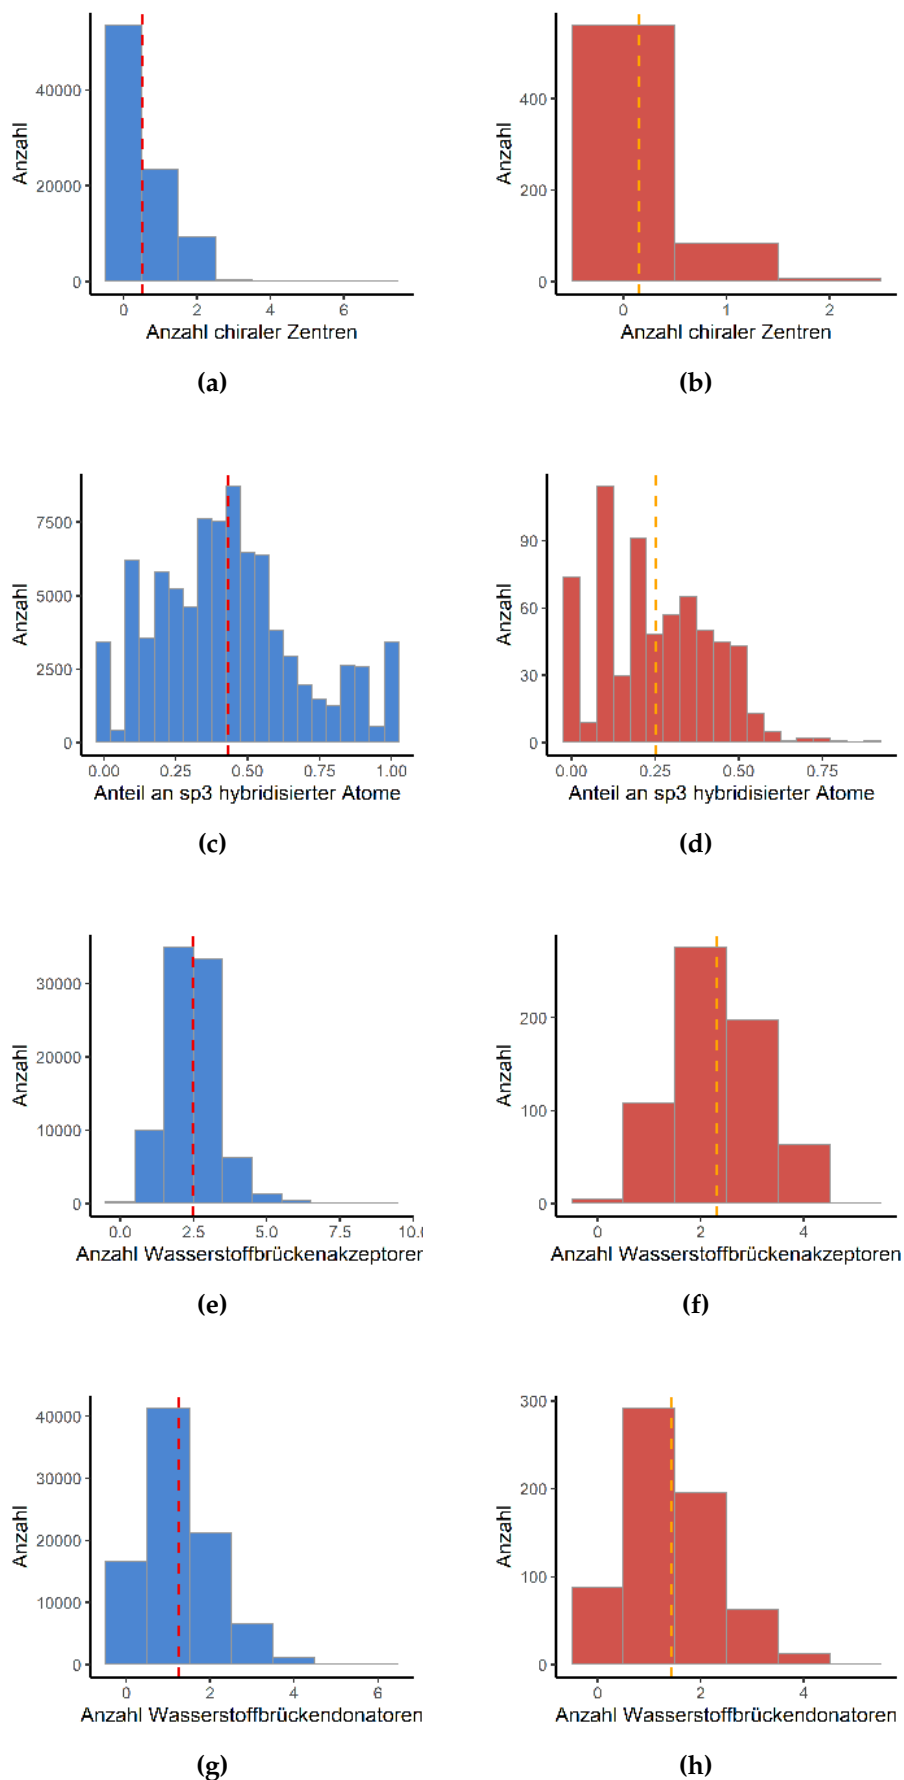 40000
20000
0
Anzahl
0 2 4 6
Anzahl chiraler Zentren
(a)
400
200
0
Anzahl
0 1 2
Anzahl chiraler Zentren
(b)
7500
5000
2500
0
Anzahl
0.00 0.25 0.50 0.75 1.00
Anteil an sp3 hybridisierter Atome
(c)
90
60
30
0
Anzahl
0.00 0.25 0.50 0.75
Anteil an sp3 hybridisierter Atome
(d)
30000
20000
10000
0
Anzahl
0.0 2.5 5.0 7.5 10.0
Anzahl Wasserstoffbrückenakzeptoren
(e)
200
100
0
Anzahl
0 2 4
Anzahl Wasserstoffbrückenakzeptoren
(f)
40000
30000
20000
10000
0
Anzahl
0 2 4 6
Anzahl Wasserstoffbrückendonatoren
(g)
300
200
100
0
Anzahl
0 2 4
Anzahl Wasserstoffbrückendonatoren
(h)